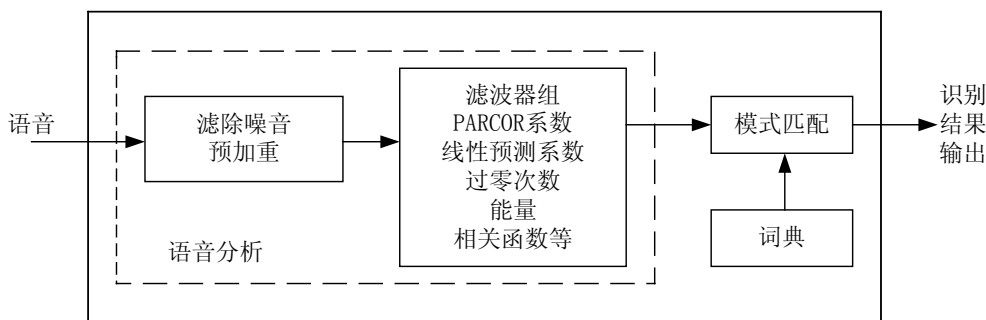 语音
滤除噪音
预加重
语音分析
滤波器组
PARCOR系数
线性预测系数
过零次数
能量
相关函数等
模式匹配
词典
识别
结果
输出